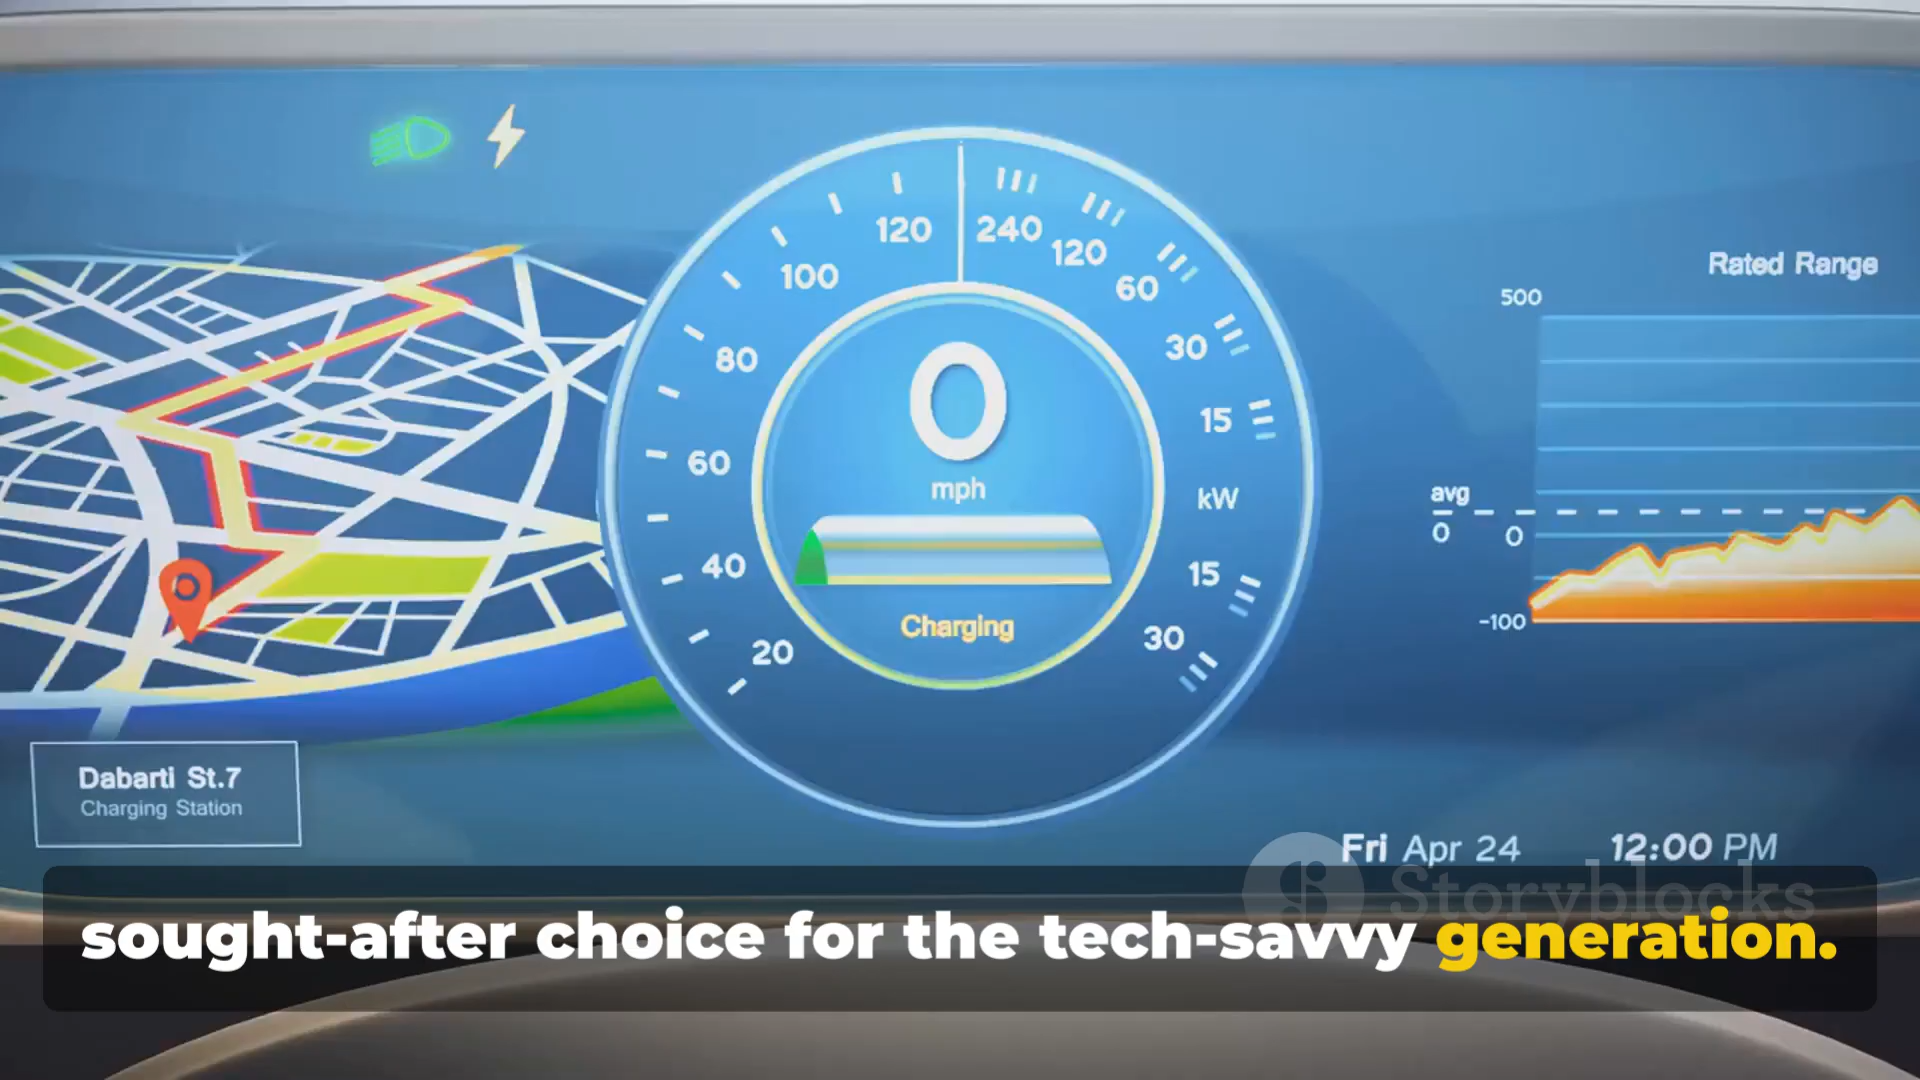 120
240
120
100
60
Rated Range
500
80
30
15
0
60
mph
kW
avg
0
0
40
15
-100
Charging
20
30
Dabarti St.7
Charging Station
Fri Apr 24
12:00 PM
Storyblocks
sought-after choice for the tech-savvy generation.